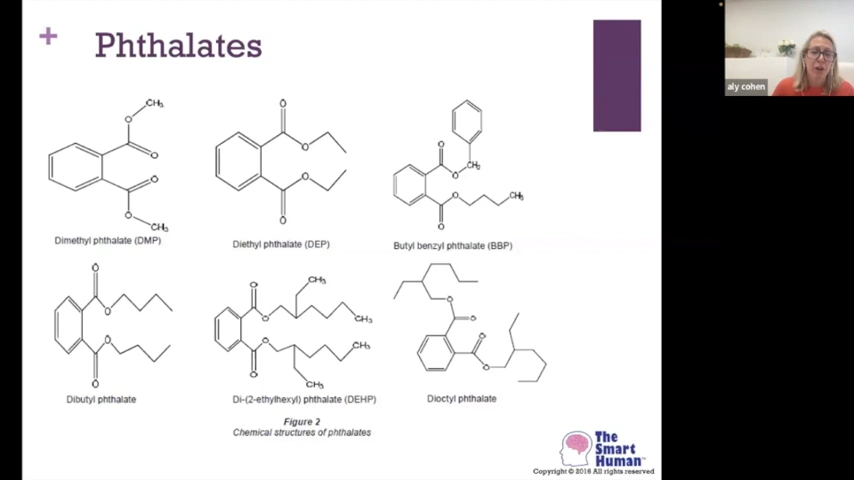 + Phthalates
aly cohen
CH₃
O
O
O
O
CH₃
Dimethyl phthalate (DMP)
O
O
O
O
Diethyl phthalate (DEP)
O
O
CH₂
O
CH₃
O
Butyl benzyl phthalate (BBP)
O
O
O
O
Dibutyl phthalate
CH₃
O
O
CH₃
O
CH₃
O
CH₃
Di-(2-ethylhexyl) phthalate (DEHP)
O
O
O
O
Dioctyl phthalate
Figure 2
Chemical structures of phthalates
The
Smart
Human™
Copyright © 2016 All rights reserved